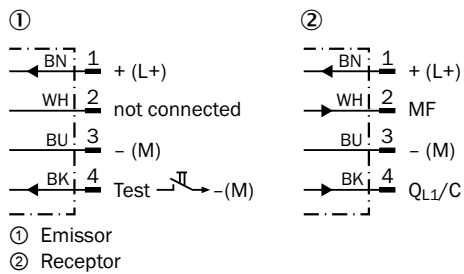 ① ②
BN 1 + (L+) BN 1 + (L+)
WH 2 not connected WH 2 MF
BU 3 – (M) BU 3 – (M)
BK 4 Test –(M) BK 4 QL1/C
① Emissor
② Receptor